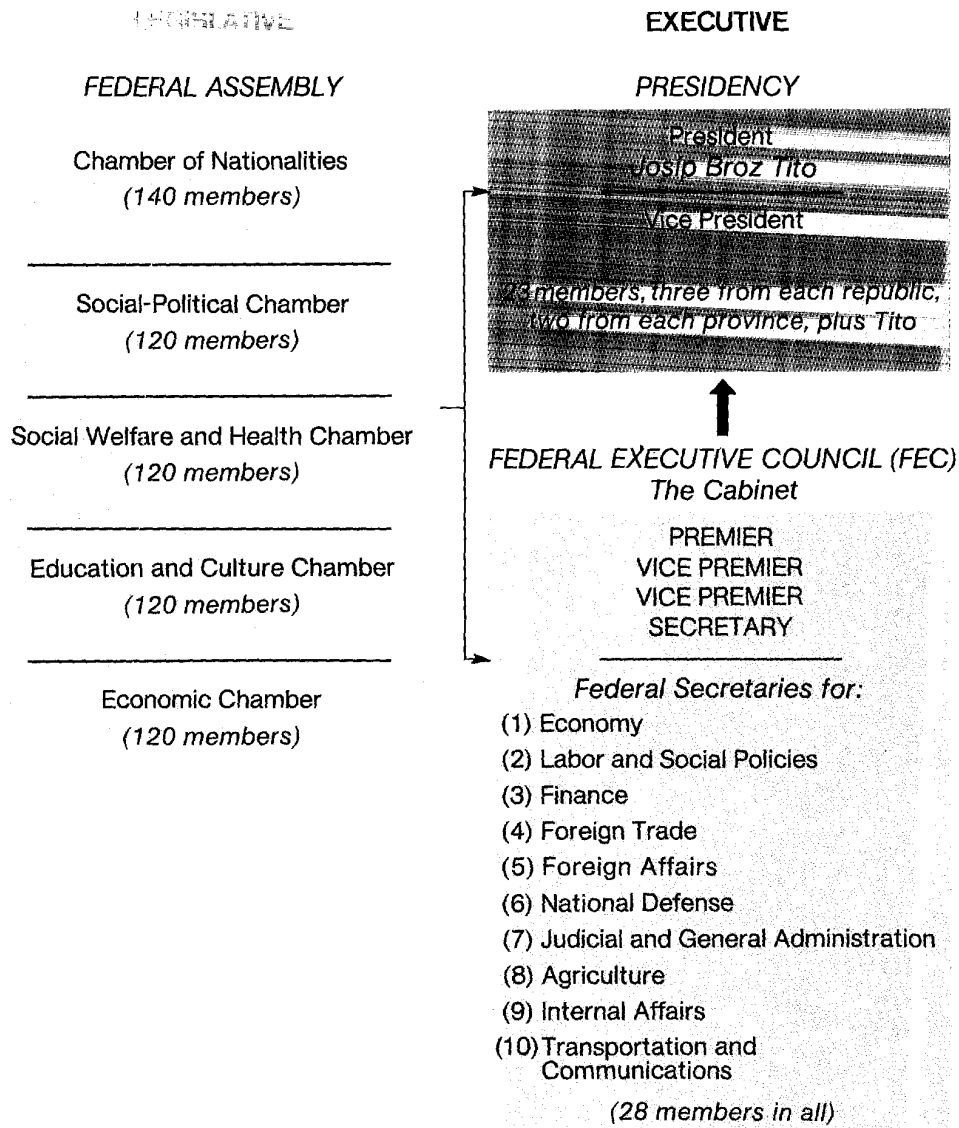 LEGISLATIVE
FEDERAL ASSEMBLY
Chamber of Nationalities
(140 members)
Social-Political Chamber
(120 members)
Social Welfare and Health Chamber
(120 members)
Education and Culture Chamber
(120 members)
Economic Chamber
(120 members)
EXECUTIVE
PRESIDENCY
President
Josip Broz Tito
Vice President
23 members, three from each republic,
two from each province, plus Tito
FEDERAL EXECUTIVE COUNCIL (FEC)
The Cabinet
PREMIER
VICE PREMIER
VICE PREMIER
SECRETARY
Federal Secretaries for:
(1) Economy
(2) Labor and Social Policies
(3) Finance
(4) Foreign Trade
(5) Foreign Affairs
(6) National Defense
(7) Judicial and General Administration
(8) Agriculture
(9) Internal Affairs
(10) Transportation and
Communications
(28 members in all)